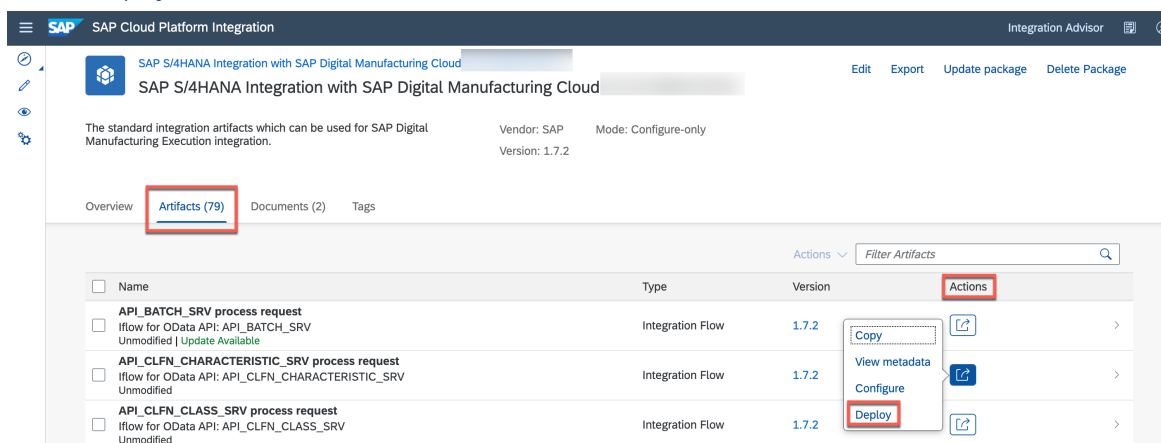 SAP SAP Cloud Platform Integration Integration Advisor
SAP S/4HANA Integration with SAP Digital Manufacturing Cloud
Edit Export Update package Delete Package
SAP S/4HANA Integration with SAP Digital Manufacturing Cloud
The standard integration artifacts which can be used for SAP Digital
Manufacturing Execution integration.
Vendor: SAP Mode: Configure-only
Version: 1.7.2
Overview Artifacts (79) Documents (2) Tags
Actions Filter Artifacts
Name Type Version Actions
API_BATCH_SRV process request
Iflow for OData API: API_BATCH_SRV Integration Flow 1.7.2
Unmodified | Update Available
API_CLFN_CHARACTERISTIC_SRV process request
Iflow for OData API: API_CLFN_CHARACTERISTIC_SRV Integration Flow 1.7.2
Unmodified
API_CLFN_CLASS_SRV process request
Iflow for OData API: API_CLFN_CLASS_SRV Integration Flow 1.7.2
Unmodified
Copy
View metadata
Configure
Deploy